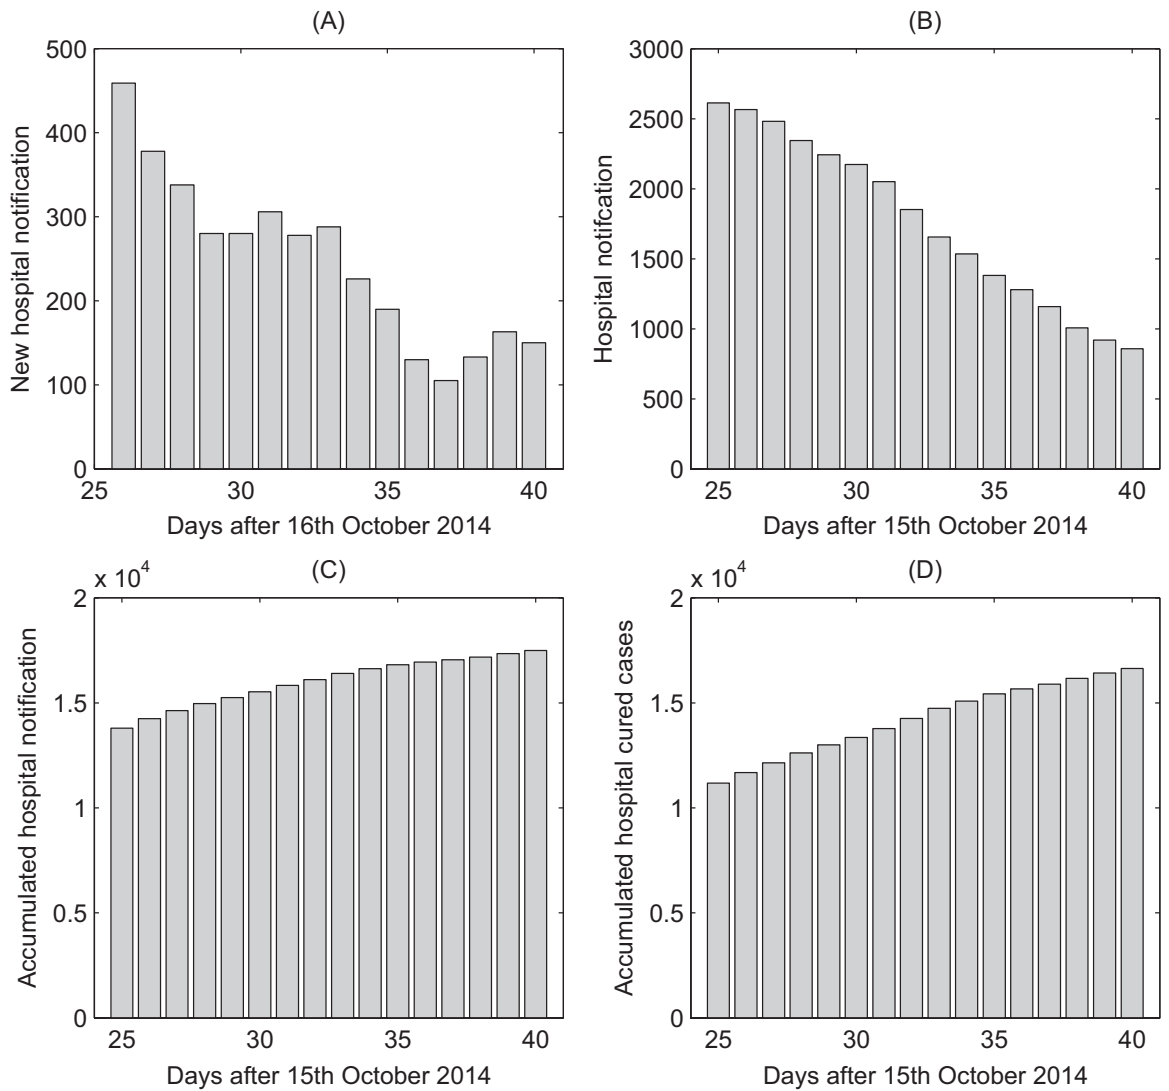 (A)
500
400
300
200
100
0
25 30 35 40
New hospital notification
Days after 16th October 2014
(B)
3000
2500
2000
1500
1000
500
0
25 30 35 40
Hospital notifcation
Days after 15th October 2014
(C)
x 10^4
2
1.5
1
0.5
0
25 30 35 40
Accumulated hospital notification
Days after 15th October 2014
(D)
x 10^4
2
1.5
1
0.5
0
25 30 35 40
Accumulated hospital cured cases
Days after 15th October 2014